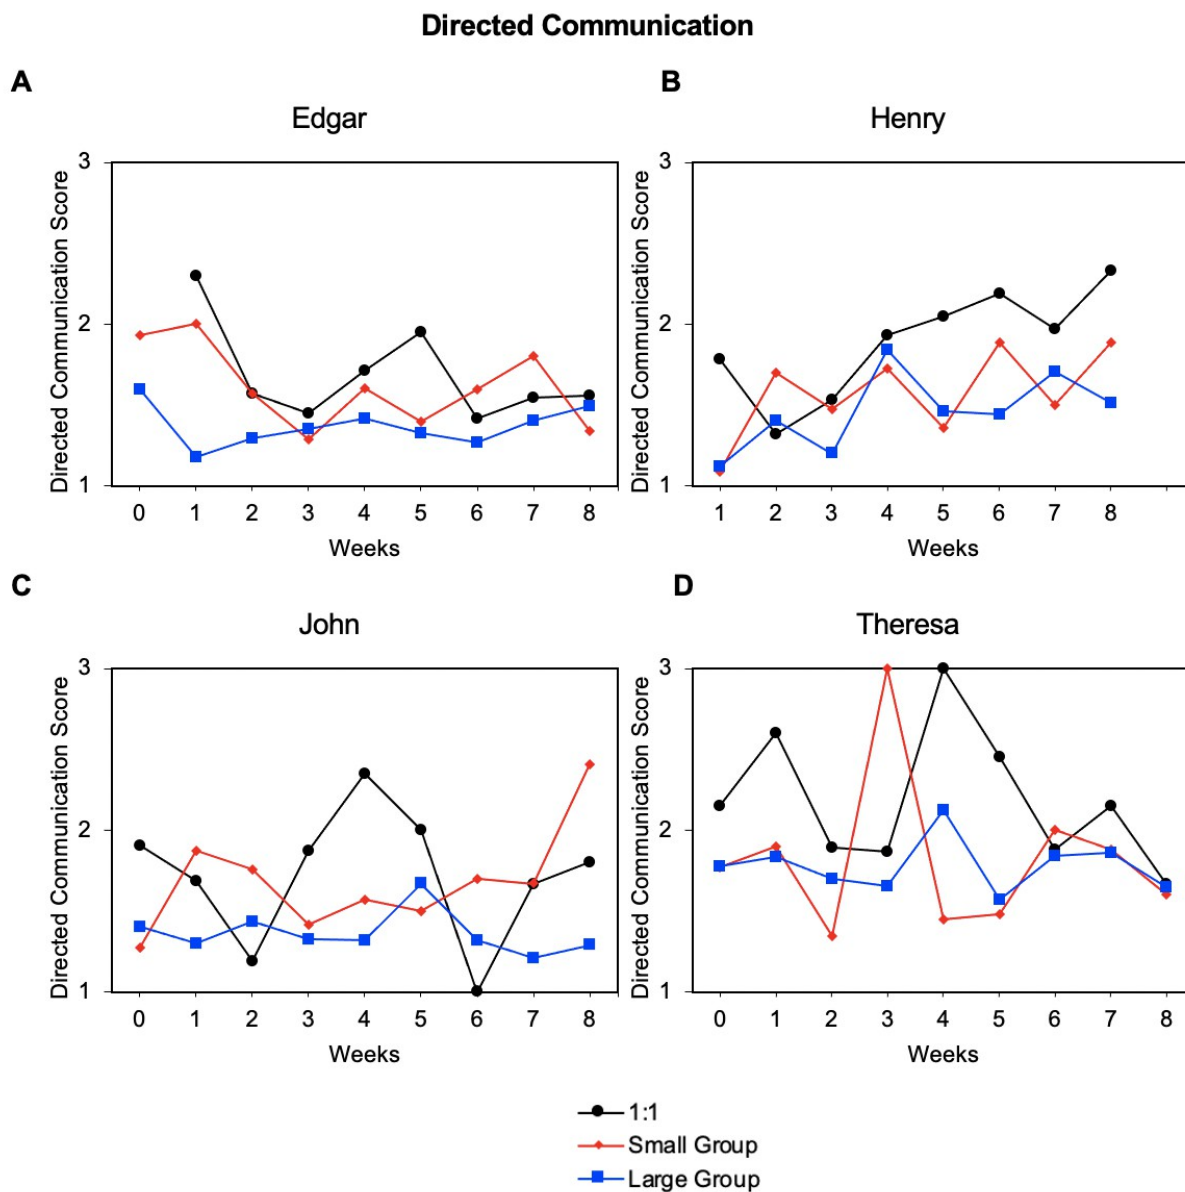 Directed Communication
A
Edgar
3
2
1
Directed Communication Score
0 1 2 3 4 5 6 7 8
Weeks
B
Henry
3
2
1
Directed Communication Score
1 2 3 4 5 6 7 8
Weeks
C
John
3
2
1
Directed Communication Score
0 1 2 3 4 5 6 7 8
Weeks
D
Theresa
3
2
1
Directed Communication Score
0 1 2 3 4 5 6 7 8
Weeks
1:1
Small Group
Large Group